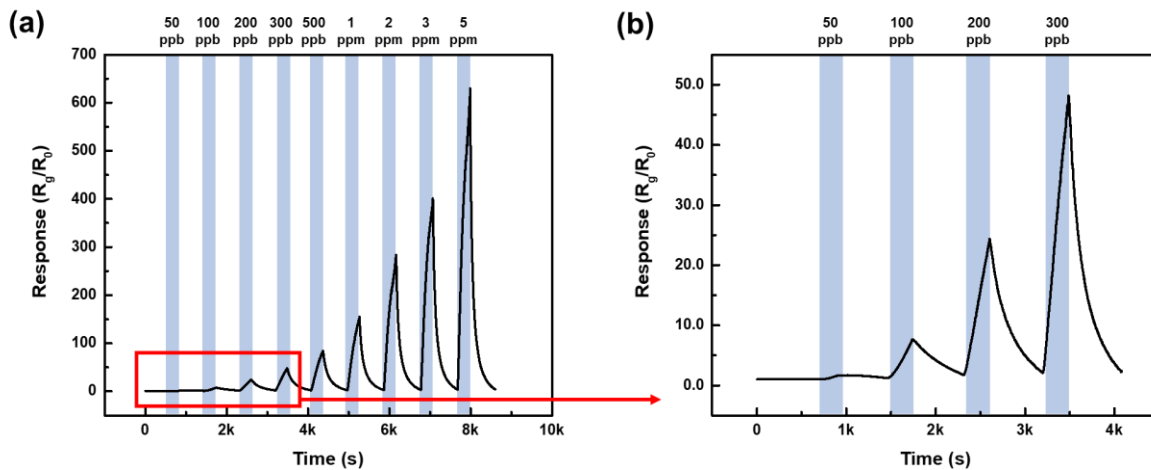 (a)
50 100 200 300 500 1 2 3 5
ppb ppb ppb ppb ppb ppm ppm ppm ppm
700
600
500
400
300
200
100
0
Response (Rg/R0)
0 2k 4k 6k 8k 10k
Time (s)
(b)
50 100 200 300
ppb ppb ppb ppb
50.0
40.0
30.0
20.0
10.0
0.0
Response (Rg/R0)
0 1k 2k 3k 4k
Time (s)